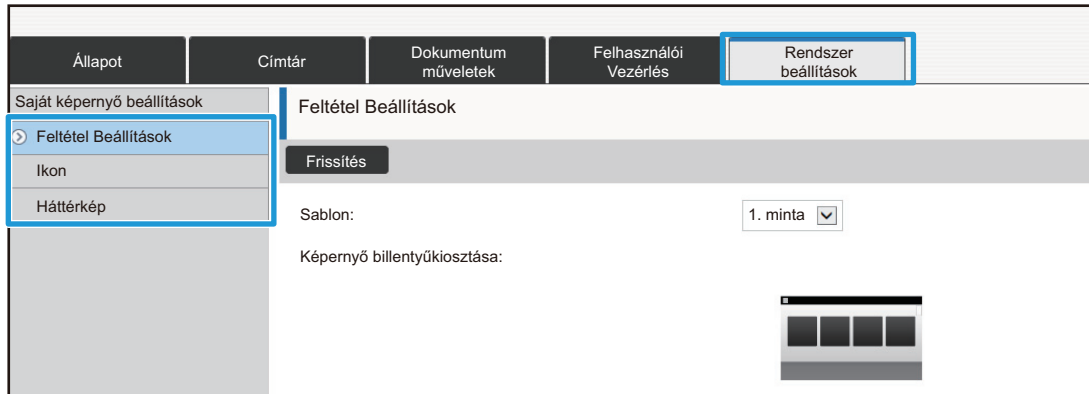 Állapot
Címtár
Dokumentum
műveletek
Felhasználói
Vezérlés
Rendszer
beállítások
Saját képernyő beállítások
Feltétel Beállítások
Ikon
Háttérkép
Feltétel Beállítások
Frissítés
Sablon:
1. minta
Képernyő billentyűkiosztása: